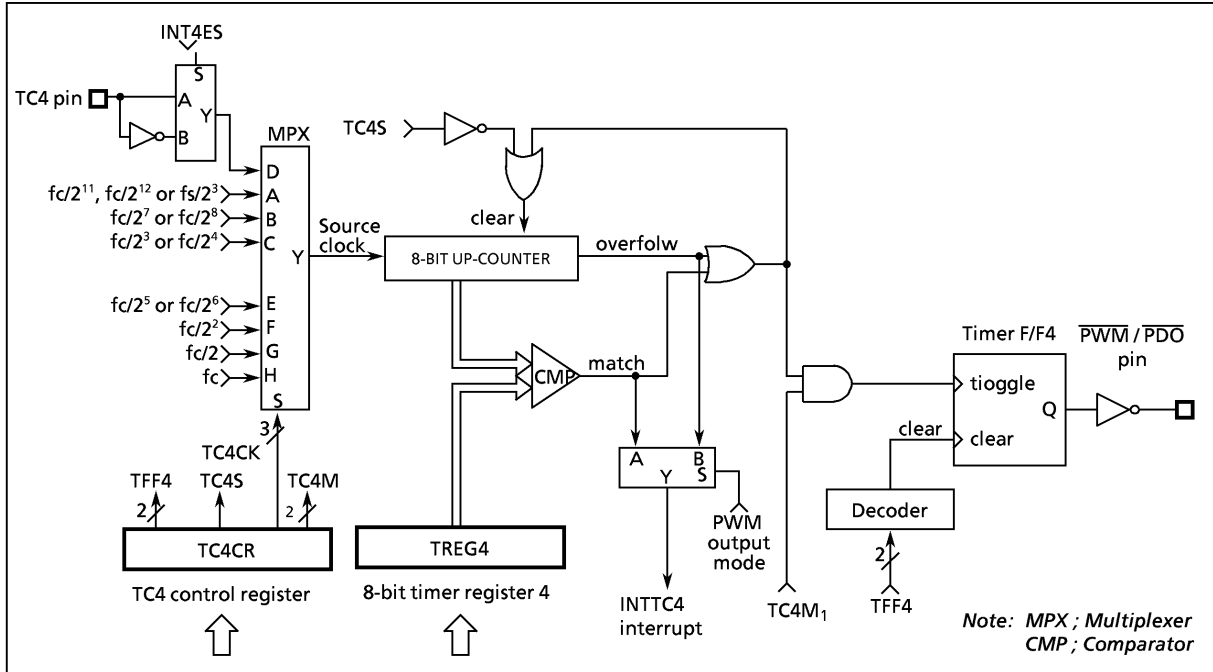 INT4ES
S
TC4 pin
A
Y
B
MPX
TC4S
D
fc/2¹¹, fc/2¹² or fs/2³
A
fc/2⁷ or fc/2⁸
B
clear
fc/2³ or fc/2⁴
C
Y
Source
clock
8-BIT UP-COUNTER
overfolw
fc/2⁵ or fc/2⁶
E
fc/2²
F
fc/2
G
fc
H
S
CMP
match
Timer F/F4
PWM / PDO
pin
tioggle
Q
clear
clear
3
TC4CK
TFF4
TC4S
TC4M
2
2
A
B
Y
S
PWM
output
mode
Decoder
TC4CR
TREG4
2
TC4 control register
8-bit timer register 4
INTTC4
interrupt
TC4M₁
TFF4
Note: MPX ; Multiplexer
CMP ; Comparator